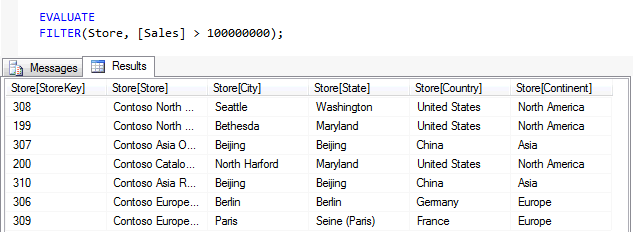 EVALUATE
FILTER(Store, [Sales] > 100000000);
Messages Results
Store[StoreKey] Store[Store] Store[City] Store[State] Store[Country] Store[Continent]
308 Contoso North ... Seattle Washington United States North America
199 Contoso North ... Bethesda Maryland United States North America
307 Contoso Asia O... Beijing Beijing China Asia
200 Contoso Catalo... North Harford Maryland United States North America
310 Contoso Asia R... Beijing Beijing China Asia
306 Contoso Europe... Berlin Berlin Germany Europe
309 Contoso Europe... Paris Seine (Paris) France Europe